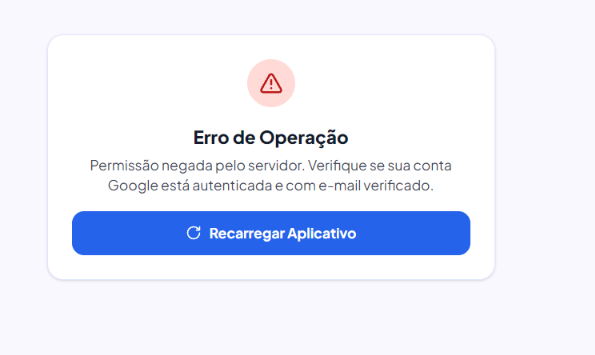 Erro de Operação
Permissão negada pelo servidor. Verifique se sua conta
Google está autenticada e com e-mail verificado.
Recarregar Aplicativo